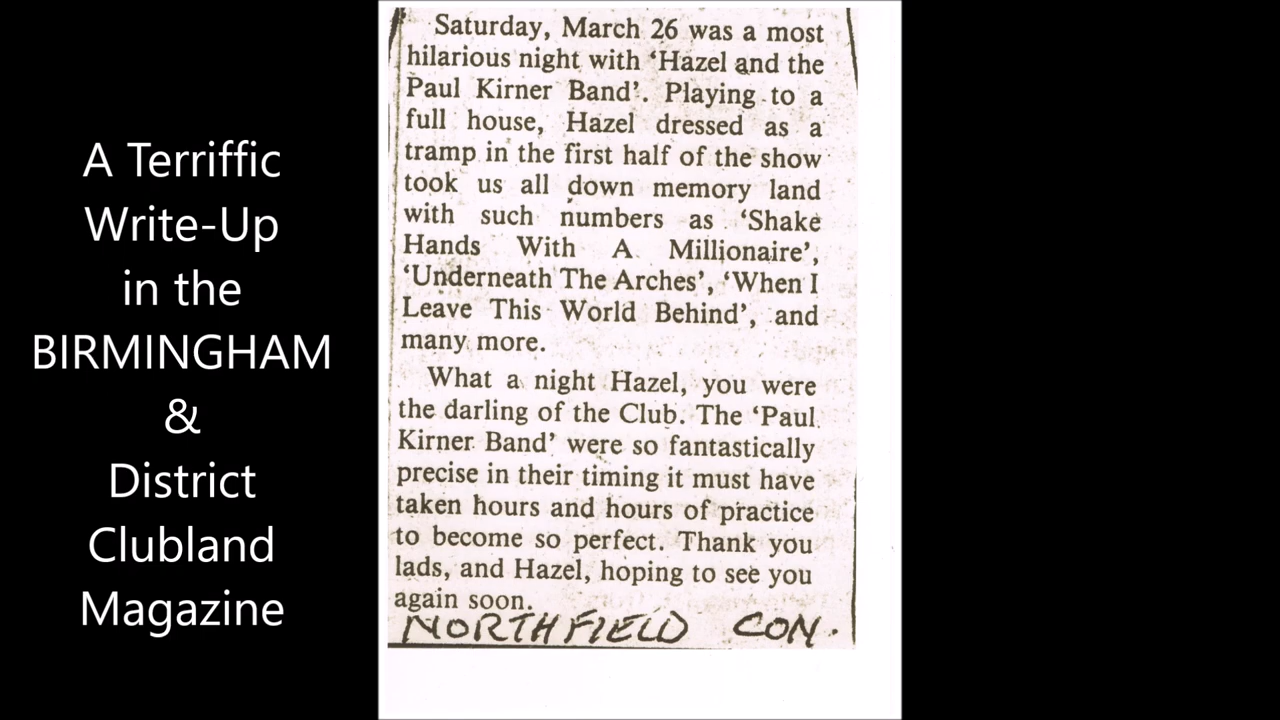 A Terriffic
Write-Up
in the
BIRMINGHAM
&
District
Clubland
Magazine
Saturday, March 26 was a most
hilarious night with ‘Hazel and the
Paul Kirner Band’. Playing to a
full house, Hazel dressed as a
tramp in the first half of the show
took us all down memory land
with such numbers as ‘Shake
Hands With A Millionaire’,
‘Underneath The Arches’, ‘When I
Leave This World Behind’, and
many more.
What a night Hazel, you were
the darling of the Club. The ‘Paul
Kirner Band’ were so fantastically
precise in their timing it must have
taken hours and hours of practice
to become so perfect. Thank you
lads, and Hazel, hoping to see you
again soon.
NORTHFIELD CON.